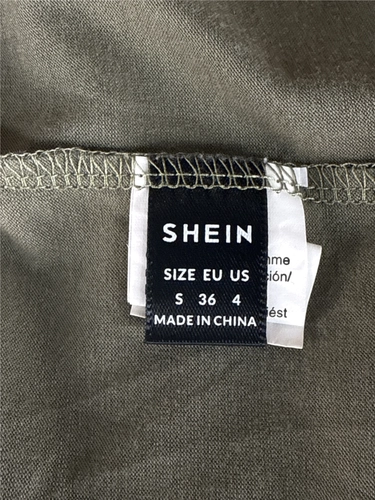 SHEIN
SIZE EU US
S 36 4
MADE IN CHINA